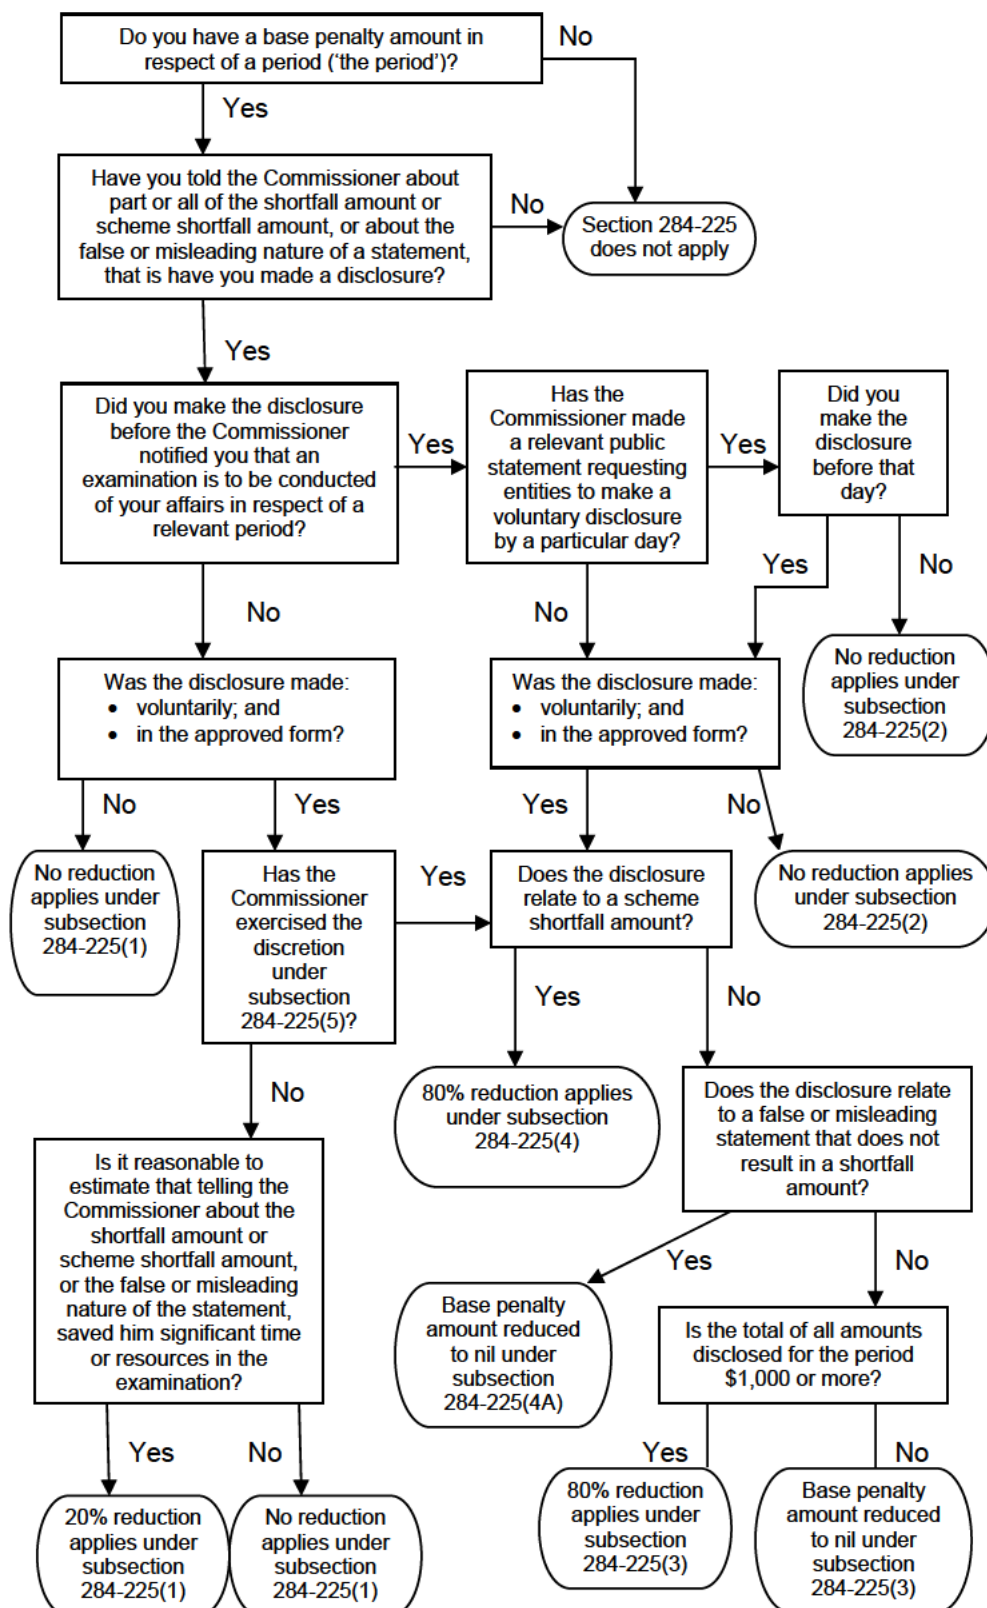 Do you have a base penalty amount in
respect of a period (‘the period’)?
No
Yes
Have you told the Commissioner about
part or all of the shortfall amount or
scheme shortfall amount, or about the
false or misleading nature of a statement,
that is have you made a disclosure?
No
Section 284-225
does not apply
Yes
Did you make the disclosure
before the Commissioner
notified you that an
examination is to be conducted
of your affairs in respect of a
relevant period?
Yes
Has the
Commissioner made
a relevant public
statement requesting
entities to make a
voluntary disclosure
by a particular day?
Yes
Did you
make the
disclosure
before that
day?
No
No
Yes
No
Was the disclosure made:
• voluntarily; and
• in the approved form?
Was the disclosure made:
• voluntarily; and
• in the approved form?
No reduction
applies under
subsection
284-225(2)
No
Yes
Yes
No
No reduction
applies under
subsection
284-225(1)
Has the
Commissioner
exercised the
discretion
under
subsection
284-225(5)?
Yes
Does the disclosure
relate to a scheme
shortfall amount?
No reduction applies
under subsection
284-225(2)
Yes
No
No
80% reduction applies
under subsection
284-225(4)
Does the disclosure relate
to a false or misleading
statement that does not
result in a shortfall
amount?
Is it reasonable to
estimate that telling the
Commissioner about the
shortfall amount or
scheme shortfall amount,
or the false or misleading
nature of the statement,
saved him significant time
or resources in the
examination?
Yes
No
Base penalty
amount reduced
to nil under
subsection
284-225(4A)
Is the total of all amounts
disclosed for the period
$1,000 or more?
Yes
No
Yes
No
20% reduction
applies under
subsection
284-225(1)
No reduction
applies under
subsection
284-225(1)
80% reduction
applies under
subsection
284-225(3)
Base penalty
amount reduced
to nil under
subsection
284-225(3)